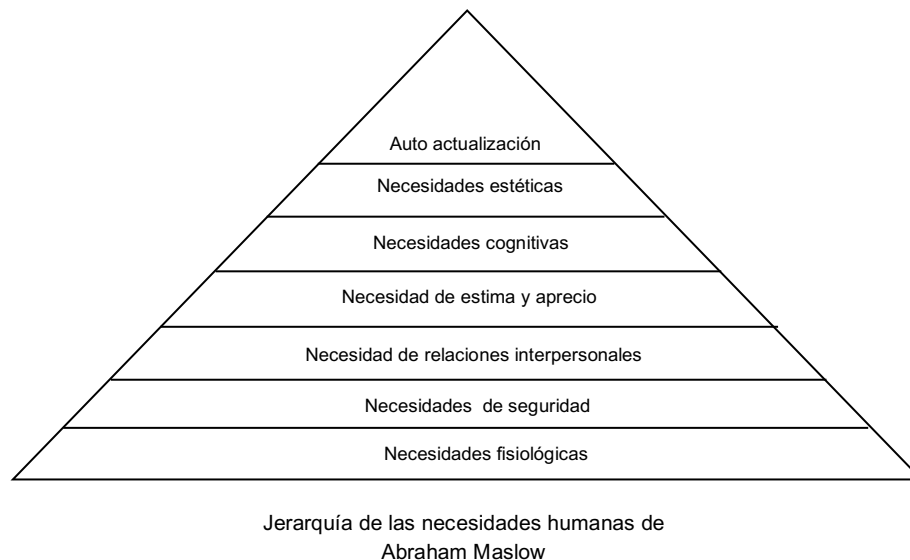 Auto actualización
Necesidades estéticas
Necesidades cognitivas
Necesidad de estima y aprecio
Necesidad de relaciones interpersonales
Necesidades  de seguridad
Necesidades fisiológicas
Jerarquía de las necesidades humanas de
Abraham Maslow